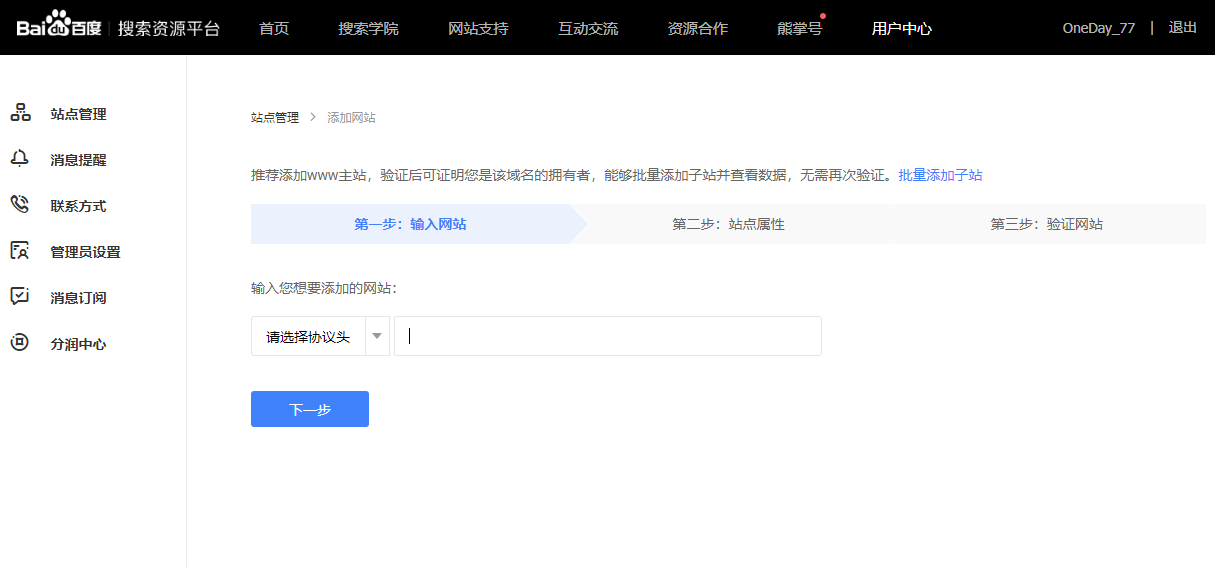 Bai du 百度 搜索资源平台 首页 搜索学院 网站支持 互动交流 资源合作 熊掌号 用户中心 OneDay_77 | 退出
站点管理
消息提醒
联系方式
管理员设置
消息订阅
分润中心
站点管理 > 添加网站
推荐添加www主站，验证后可证明您是该域名的拥有者，能够批量添加子站并查看数据，无需再次验证。批量添加子站
第一步：输入网站 第二步：站点属性 第三步：验证网站
输入您想要添加的网站：
请选择协议头
下一步